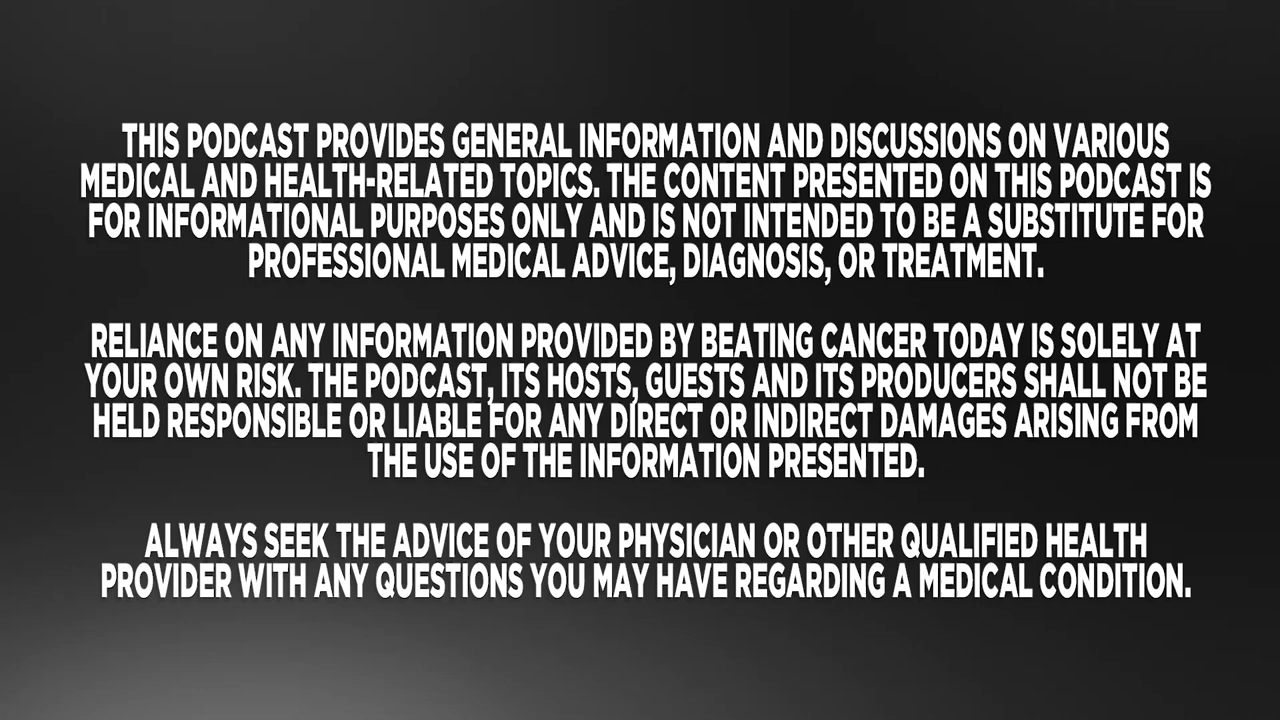 THIS PODCAST PROVIDES GENERAL INFORMATION AND DISCUSSIONS ON VARIOUS
MEDICAL AND HEALTH-RELATED TOPICS. THE CONTENT PRESENTED ON THIS PODCAST IS
FOR INFORMATIONAL PURPOSES ONLY AND IS NOT INTENDED TO BE A SUBSTITUTE FOR
PROFESSIONAL MEDICAL ADVICE, DIAGNOSIS, OR TREATMENT.
RELIANCE ON ANY INFORMATION PROVIDED BY BEATING CANCER TODAY IS SOLELY AT
YOUR OWN RISK. THE PODCAST, ITS HOSTS, GUESTS AND ITS PRODUCERS SHALL NOT BE
HELD RESPONSIBLE OR LIABLE FOR ANY DIRECT OR INDIRECT DAMAGES ARISING FROM
THE USE OF THE INFORMATION PRESENTED.
ALWAYS SEEK THE ADVICE OF YOUR PHYSICIAN OR OTHER QUALIFIED HEALTH
PROVIDER WITH ANY QUESTIONS YOU MAY HAVE REGARDING A MEDICAL CONDITION.